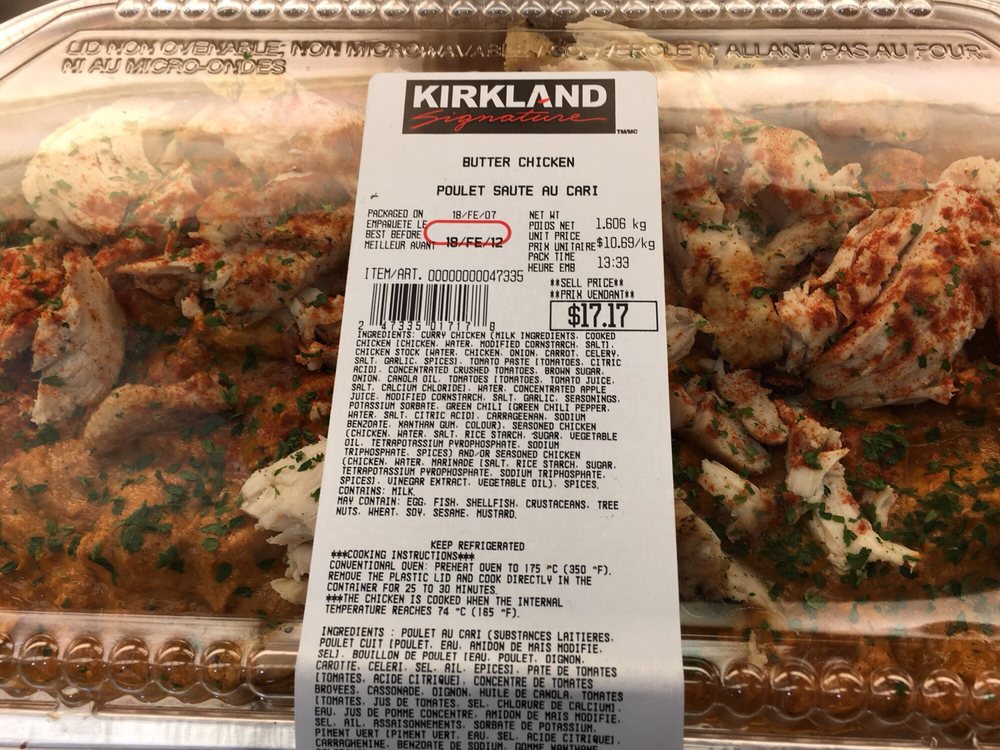 LID NON OVENABLE, NON MICROWAVABLE / COUVERCLE N'ALLANT PAS AU FOUR
NI AU MICRO-ONDES
KIRKLAND
Signature
TM/MC
BUTTER CHICKEN
POULET SAUTE AU CARI
PACKAGED ON 18/FE/07
EMPAQUETE LE
BEST BEFORE
MEILLEUR AVANT 18/FE/12
NET WT
POIDS NET 1.606 kg
UNIT PRICE
PRIX UNITAIRE $10.69/kg
PACK TIME
HEURE EMB 13:33
ITEM/ART. 00000000047335
**SELL PRICE**
**PRIX VENDANT**
$17.17
2 47335 01717 8
INGREDIENTS: CURRY CHICKEN (MILK INGREDIENTS, COOKED
CHICKEN [CHICKEN, WATER, MODIFIED CORNSTARCH, SALT],
CHICKEN STOCK [WATER, CHICKEN, ONION, CARROT, CELERY,
SALT, GARLIC, SPICES], TOMATO PASTE [TOMATOES, CITRIC
ACID], CONCENTRATED CRUSHED TOMATOES, BROWN SUGAR,
ONION, CANOLA OIL, TOMATOES [TOMATOES, TOMATO JUICE,
SALT, CALCIUM CHLORIDE], WATER, CONCENTRATED APPLE
JUICE, MODIFIED CORNSTARCH, SALT, GARLIC, SEASONINGS,
POTASSIUM SORBATE, GREEN CHILI [GREEN CHILI PEPPER,
WATER, SALT, CITRIC ACID], CARRAGEENAN, SODIUM
BENZOATE, XANTHAN GUM, COLOUR), SEASONED CHICKEN
(CHICKEN, WATER, SALT, RICE STARCH, SUGAR, VEGETABLE
OIL, TETRAPOTASSIUM PYROPHOSPHATE, SODIUM
TRIPHOSPHATE, SPICES) AND/OR SEASONED CHICKEN
(CHICKEN, WATER, MARINADE [SALT, RICE STARCH, SUGAR,
TETRAPOTASSIUM PYROPHOSPHATE, SODIUM TRIPHOSPHATE,
SPICES], VINEGAR EXTRACT, VEGETABLE OIL), SPICES.
CONTAINS: MILK.
MAY CONTAIN: EGG, FISH, SHELLFISH, CRUSTACEANS, TREE
NUTS, WHEAT, SOY, SESAME, MUSTARD.
KEEP REFRIGERATED
***COOKING INSTRUCTIONS***
CONVENTIONAL OVEN: PREHEAT OVEN TO 175 °C (350 °F).
REMOVE THE PLASTIC LID AND COOK DIRECTLY IN THE
CONTAINER FOR 25 TO 30 MINUTES.
***THE CHICKEN IS COOKED WHEN THE INTERNAL
TEMPERATURE REACHES 74 °C (165 °F).
INGREDIENTS : POULET AU CARI (SUBSTANCES LAITIERES,
POULET CUIT [POULET, EAU, AMIDON DE MAIS MODIFIE,
SEL], BOUILLON DE POULET [EAU, POULET, OIGNON,
CAROTTE, CELERI, SEL, AIL, EPICES], PATE DE TOMATES
[TOMATES, ACIDE CITRIQUE], CONCENTRE DE TOMATES
BROYEES, CASSONADE, OIGNON, HUILE DE CANOLA, TOMATES
[TOMATES, JUS DE TOMATES, SEL, CHLORURE DE CALCIUM],
EAU, JUS DE POMME CONCENTRE, AMIDON DE MAIS MODIFIE,
SEL, AIL, ASSAISONNEMENTS, SORBATE DE POTASSIUM,
PIMENT VERT [PIMENT VERT, EAU, SEL, ACIDE CITRIQUE],
CARRAGHENINE, BENZOATE DE SODIUM, GOMME XANTHANE,